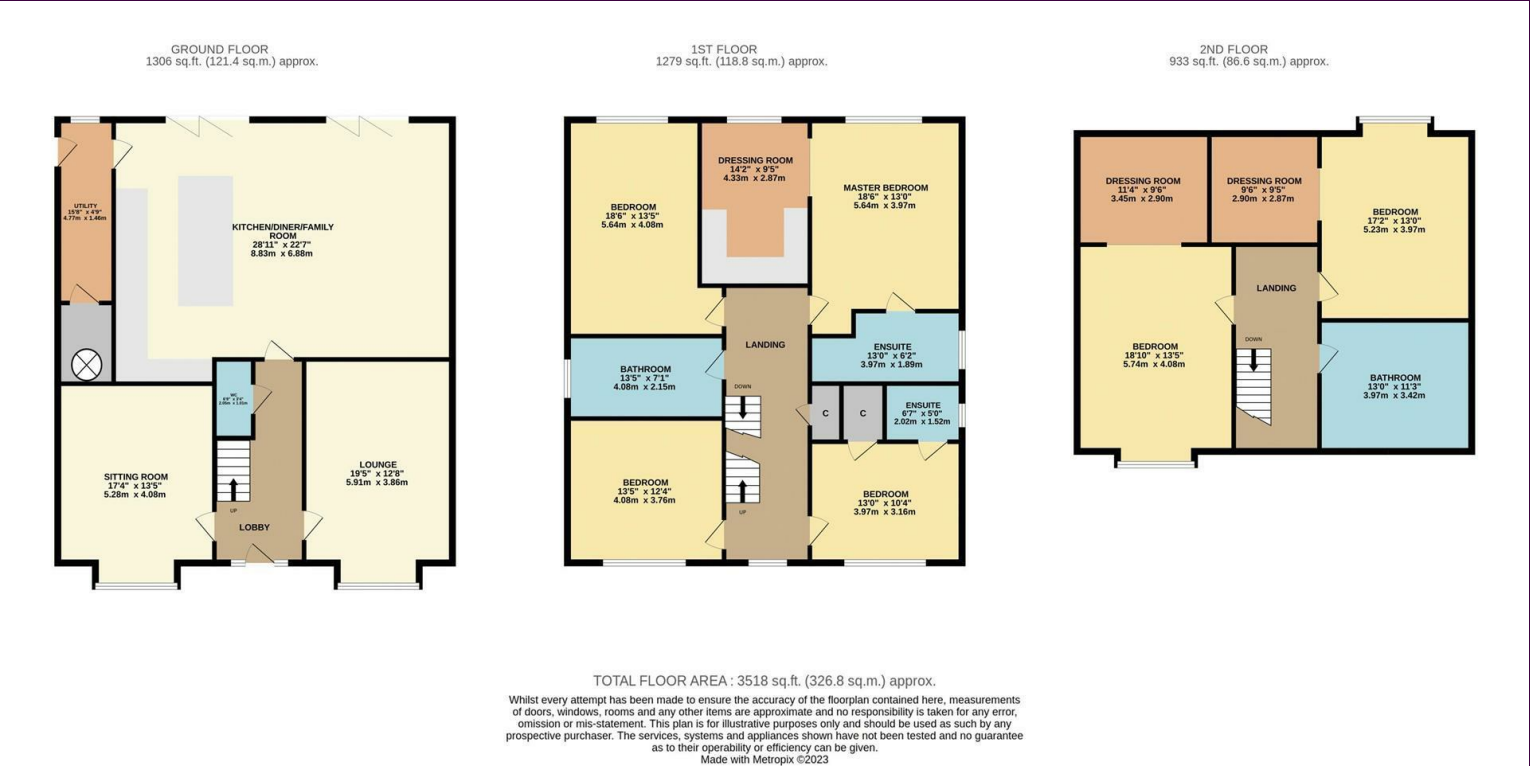 GROUND FLOOR
1306 sq.ft. (121.4 sq.m.) approx.
UTILITY
15'8" x 4'9"
4.77m x 1.46m
KITCHEN/DINER/FAMILY
ROOM
28'11" x 22'7"
8.83m x 6.88m
WC
SITTING ROOM
17'4" x 13'5"
5.28m x 4.08m
UP
LOBBY
LOUNGE
19'5" x 12'8"
5.91m x 3.86m
1ST FLOOR
1279 sq.ft. (118.8 sq.m.) approx.
BEDROOM
18'6" x 13'5"
5.64m x 4.08m
DRESSING ROOM
14'2" x 9'5"
4.33m x 2.87m
MASTER BEDROOM
18'6" x 13'0"
5.64m x 3.97m
LANDING
ENSUITE
13'0" x 6'2"
3.97m x 1.89m
BATHROOM
13'5" x 7'1"
4.08m x 2.15m
DOWN
C
C
ENSUITE
6'7" x 5'0"
2.02m x 1.52m
BEDROOM
13'5" x 12'4"
4.08m x 3.76m
UP
BEDROOM
13'0" x 10'4"
3.97m x 3.16m
2ND FLOOR
933 sq.ft. (86.6 sq.m.) approx.
DRESSING ROOM
11'4" x 9'6"
3.45m x 2.90m
DRESSING ROOM
9'6" x 9'5"
2.90m x 2.87m
BEDROOM
17'2" x 13'0"
5.23m x 3.97m
LANDING
DOWN
BEDROOM
18'10" x 13'5"
5.74m x 4.08m
BATHROOM
13'0" x 11'3"
3.97m x 3.42m
TOTAL FLOOR AREA : 3518 sq.ft. (326.8 sq.m.) approx.
Whilst every attempt has been made to ensure the accuracy of the floorplan contained here, measurements
of doors, windows, rooms and any other items are approximate and no responsibility is taken for any error,
omission or mis-statement. This plan is for illustrative purposes only and should be used as such by any
prospective purchaser. The services, systems and appliances shown have not been tested and no guarantee
as to their operability or efficiency can be given.
Made with Metropix ©2023